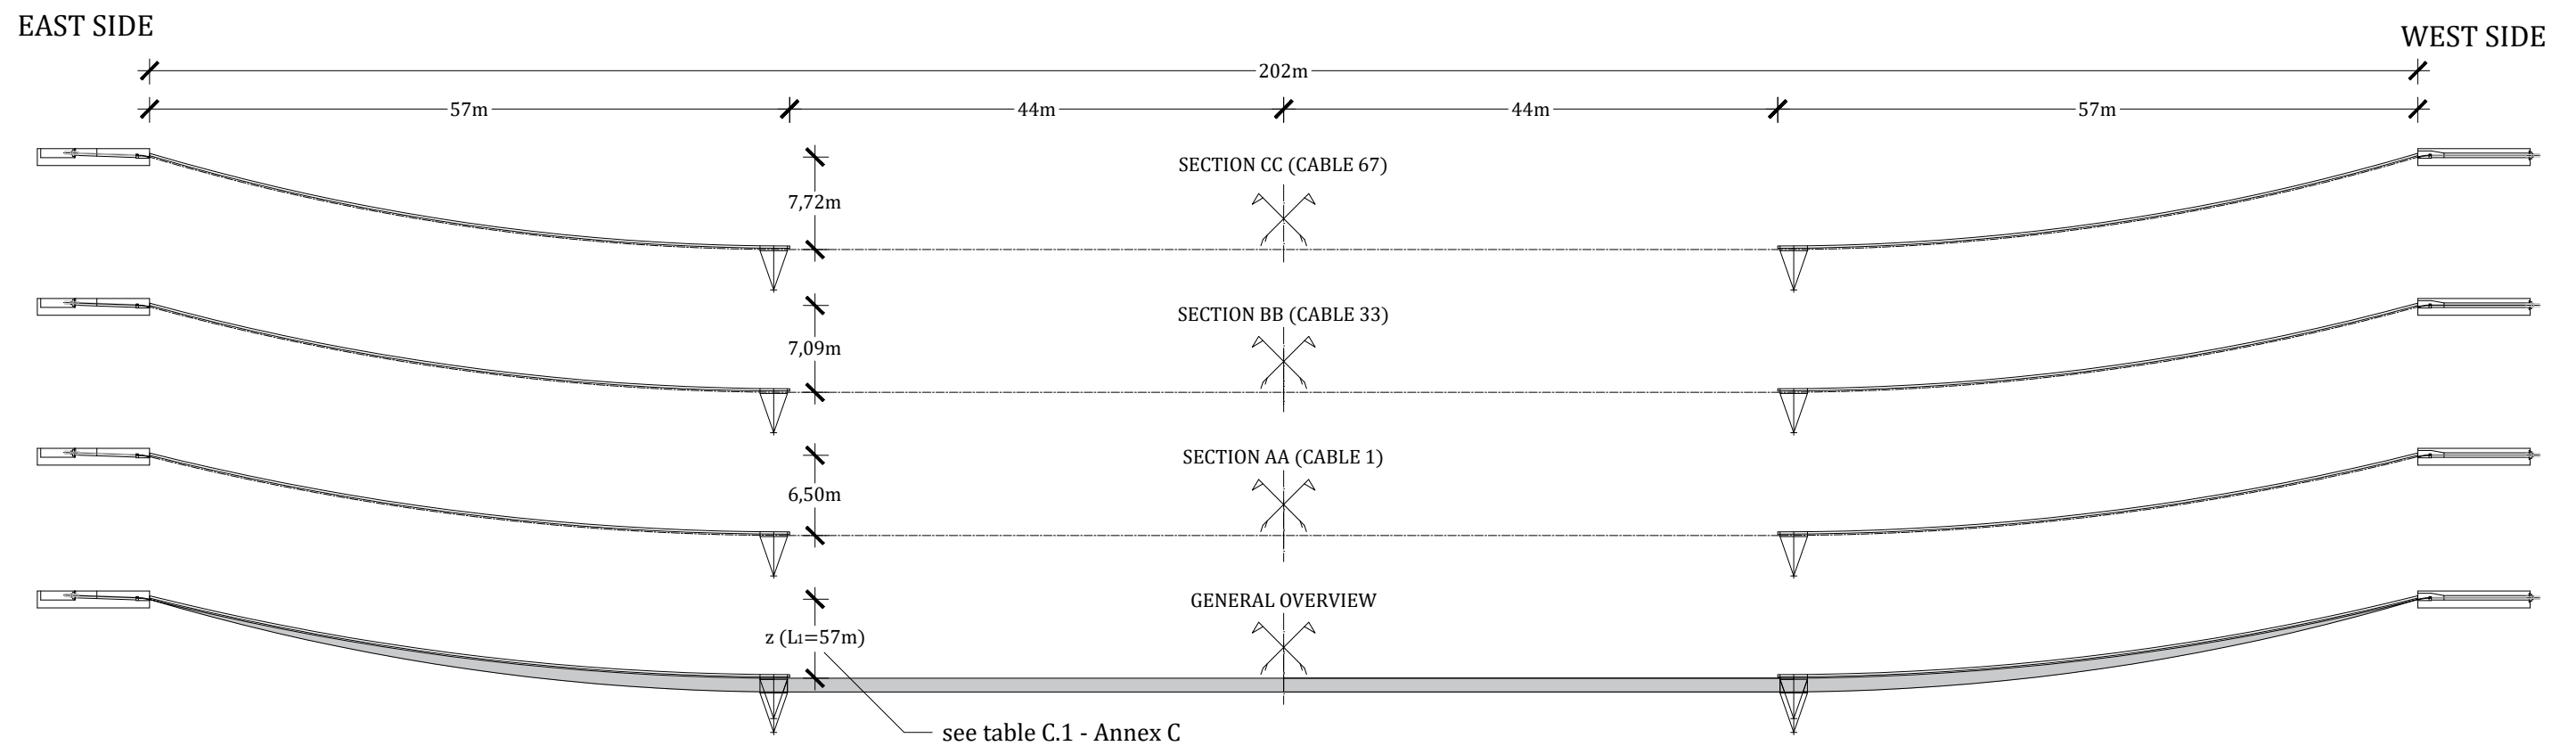 EAST SIDE
WEST SIDE
202m
57m
44m
44m
57m
SECTION CC (CABLE 67)
7,72m
SECTION BB (CABLE 33)
7,09m
SECTION AA (CABLE 1)
6,50m
GENERAL OVERVIEW
z (L1=57m)
see table C.1 - Annex C